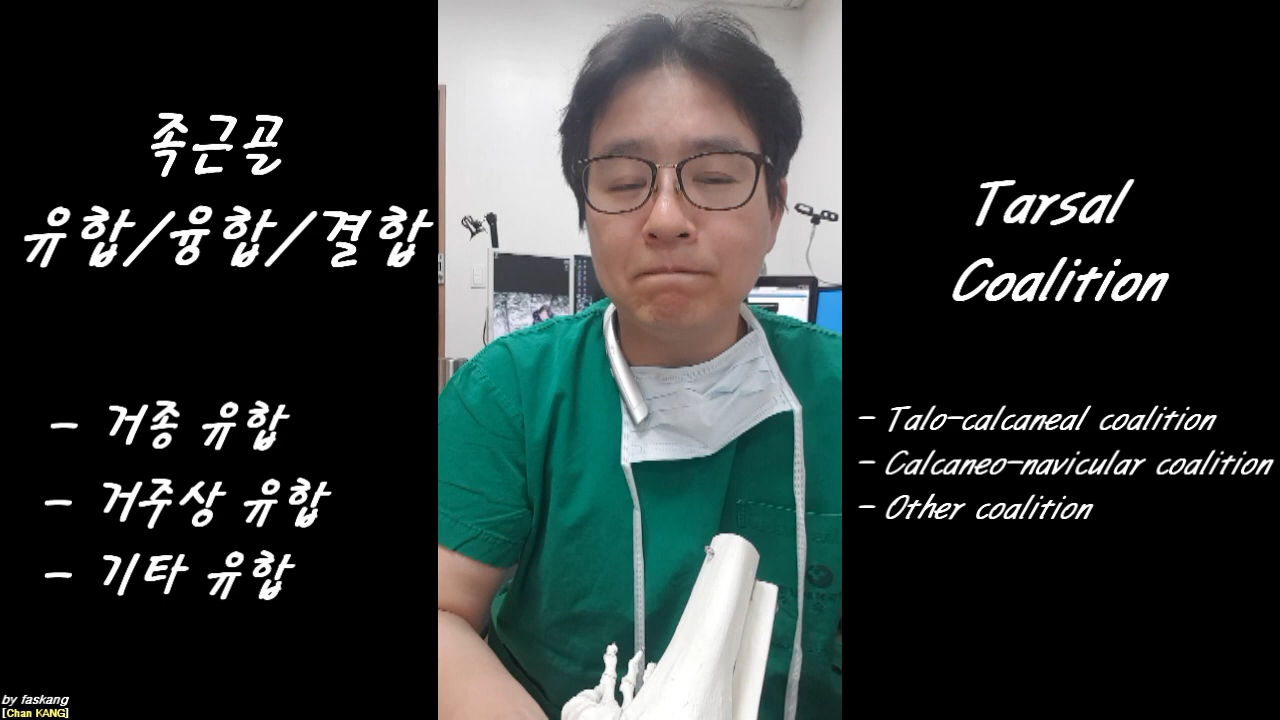 족근골
유합/융합/결합
- 거종 유합
- 거주상 유합
- 기타 유합
Tarsal
Coalition
- Talo-calcaneal coalition
- Calcaneo-navicular coalition
- Other coalition
by faskang
[Chan KANG]